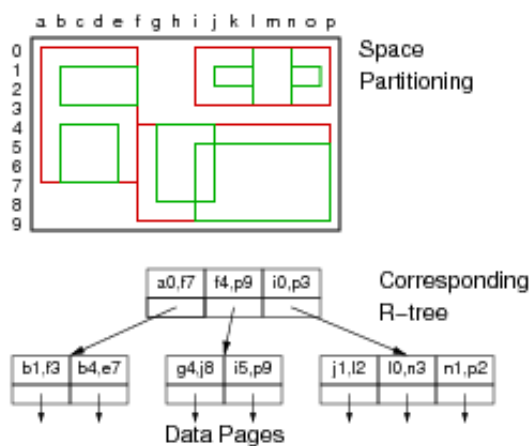 a b c d e f g h i j k l m n o p
0
1
2
3
4
5
6
7
8
9
Space
Partitioning
a0,f7 f4,p9 i0,p3
Corresponding
R-tree
b1,f3 b4,e7 g4,j8 i5,p9 j1,l2 l0,n3 n1,p2
Data Pages